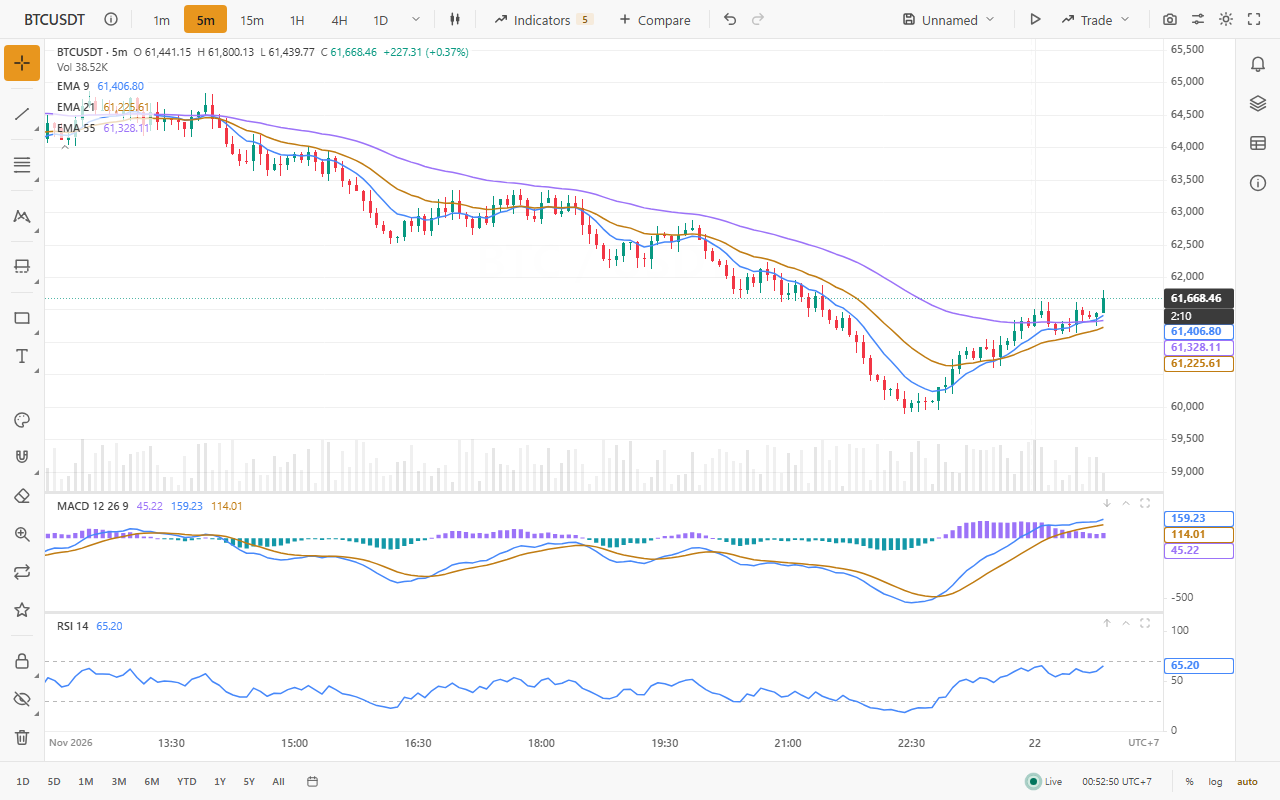 BTCUSDT 1m 5m 15m 1H 4H 1D Indicators 5 Compare Unnamed Trade
BTCUSDT · 5m O 61,441.15 H 61,800.13 L 61,439.77 C 61,668.46 +227.31 (+0.37%)
Vol 38.52K
EMA 9 61,406.80
EMA 21 61,225.61
EMA 55 61,328.11
65,500
65,000
64,500
64,000
63,500
63,000
62,500
62,000
61,668.46
2:10
61,406.80
61,328.11
61,225.61
60,000
59,500
59,000
MACD 12 26 9 45.22 159.23 114.01
159.23
114.01
45.22
-500
RSI 14 65.20
100
65.20
50
0
Nov 2026 13:30 15:00 16:30 18:00 19:30 21:00 22:30 22 UTC+7
1D 5D 1M 3M 6M YTD 1Y 5Y All Live 00:52:50 UTC+7 % log auto